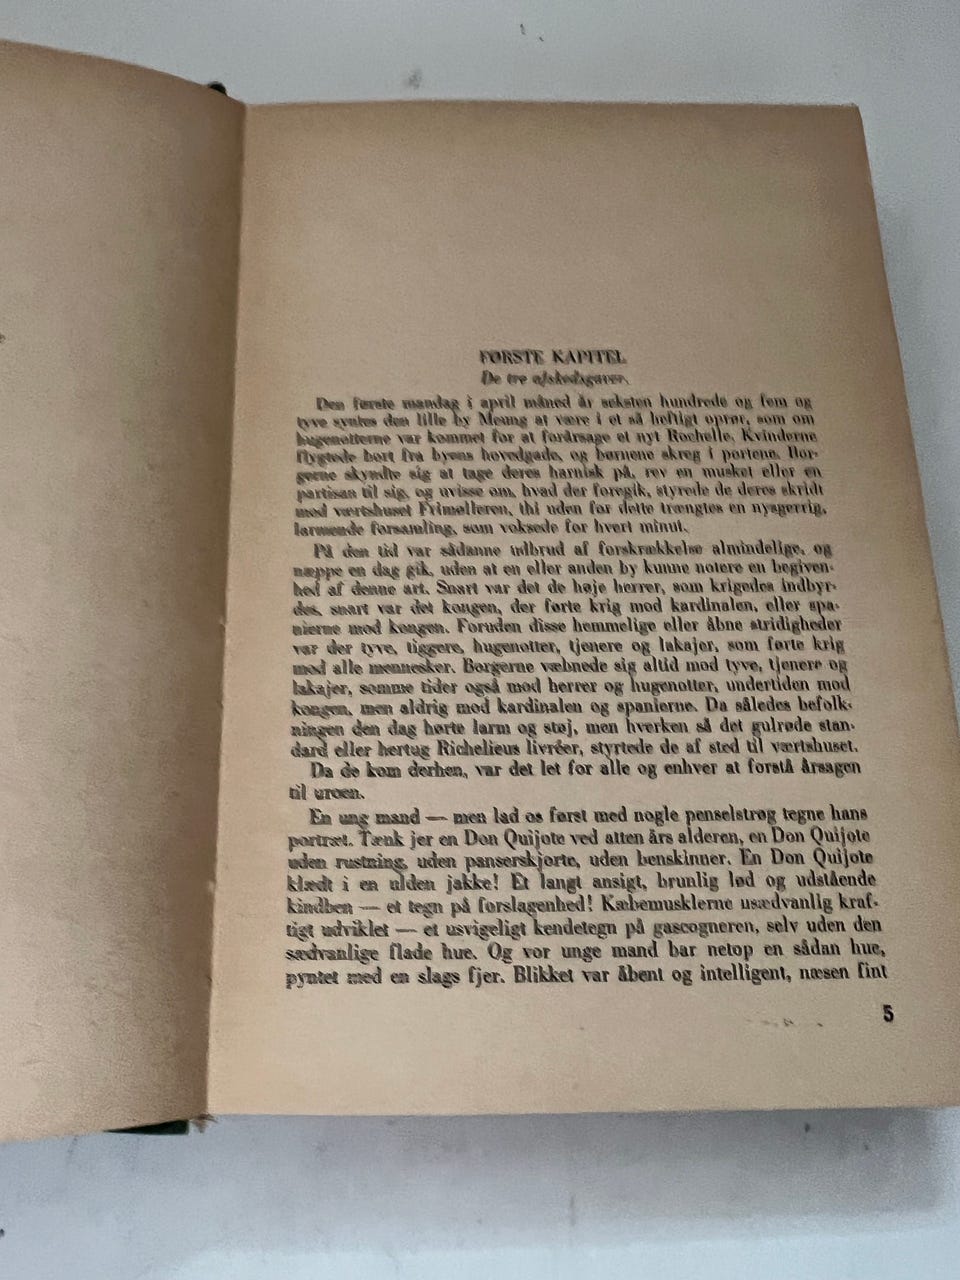 FØRSTE KAPITEL
De tre afskedsgaver.
Den første mandag i april måned år seksten hundrede og fem og
tyve syntes den lille by Meung at være i et så heftigt oprør, som om
hugenotterne var kommet for at forårsage et nyt Rochelle. Kvinderne
flygtede bort fra byens hovedgade, og børnene skreg i portene. Bor-
gerne skyndte sig at tage deres harnisk på, rev en musket eller en
partisan til sig, og uvisse om, hvad der foregik, styrede de deres skridt
mod værtshuset Frimølleren, thi uden for dette trængtes en nysgerrig,
larmende forsamling, som voksede for hvert minut.
På den tid var sådanne udbrud af forskrækkelse almindelige, og
næppe en dag gik, uden at en eller anden by kunne notere en begiven-
hed af denne art. Snart var det de høje herrer, som krigedes indby-
des, snart var det kongen, der førte krig mod kardinalen, eller spa-
nierne mod kongen. Foruden disse hemmelige eller åbne stridigheder
var der tyve, tiggere, hugenotter, tjenere og lakajer, som førte krig
mod alle mennesker. Borgerne væbnede sig altid mod tyve, tjenere og
lakajer, somme tider også mod herrer og hugenotter, undertiden mod
kongen, men aldrig mod kardinalen og spanierne. Da således befolk-
ningen den dag hørte larm og støj, men hverken så det gulrøde stan-
dard eller hertug Richelieus livréer, styrtede de af sted til værtshuset.
Da de kom derhen, var det let for alle og enhver at forstå årsagen
til uroen.
En ung mand — men lad os først med nogle penselstrøg tegne hans
portræt. Tænk jer en Don Quijote ved atten års alderen, en Don Quijote
uden rustning, uden panserskjorte, uden benskinner. En Don Quijote
klædt i en ulden jakke! Et langt ansigt, brunlig lød og udstående
kindben — et tegn på forslagenhed! Kæbemusklerne usædvanlig kraf-
tigt udviklet — et usvigeligt kendetegn på gascogneren, selv uden den
sædvanlige flade hue. Og vor unge mand bar netop en sådan hue,
pyntet med en slags fjer. Blikket var åbent og intelligent, næsen fint
5